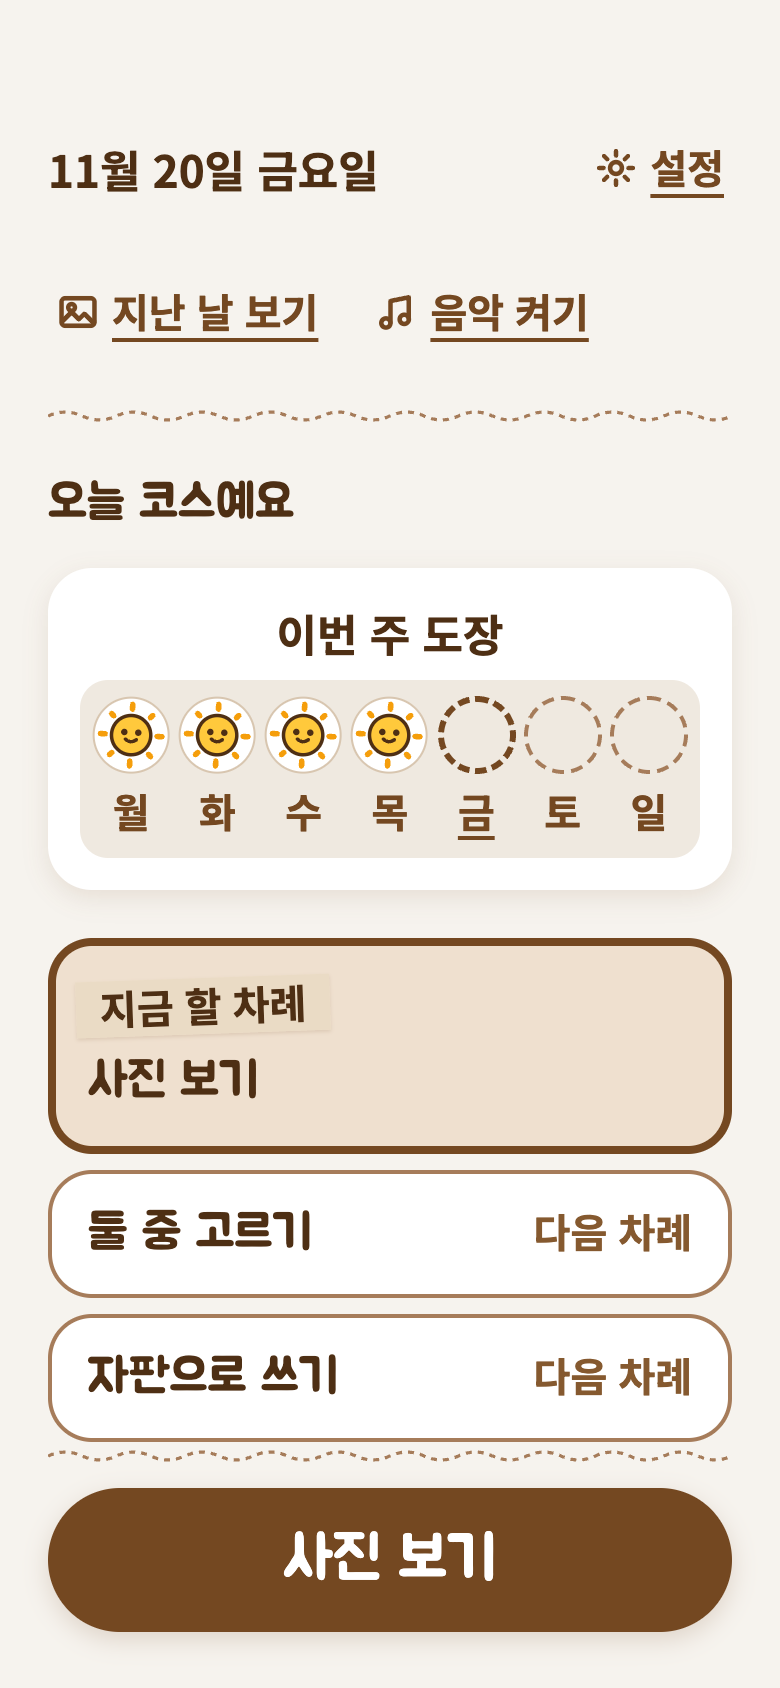 11월 20일 금요일
설정
지난 날 보기
음악 켜기
오늘 코스예요
이번 주 도장
월 화 수 목 금 토 일
지금 할 차례
사진 보기
둘 중 고르기
다음 차례
자판으로 쓰기
다음 차례
사진 보기